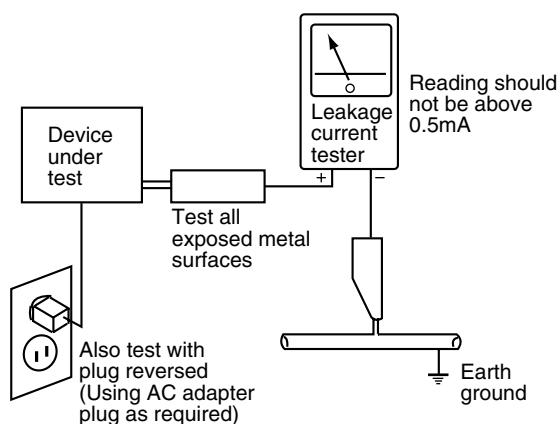 Device
under
test
Leakage
current
tester
+ −
Reading should
not be above
0.5mA
Test all
exposed metal
surfaces
Also test with
plug reversed
(Using AC adapter
plug as required)
Earth
ground